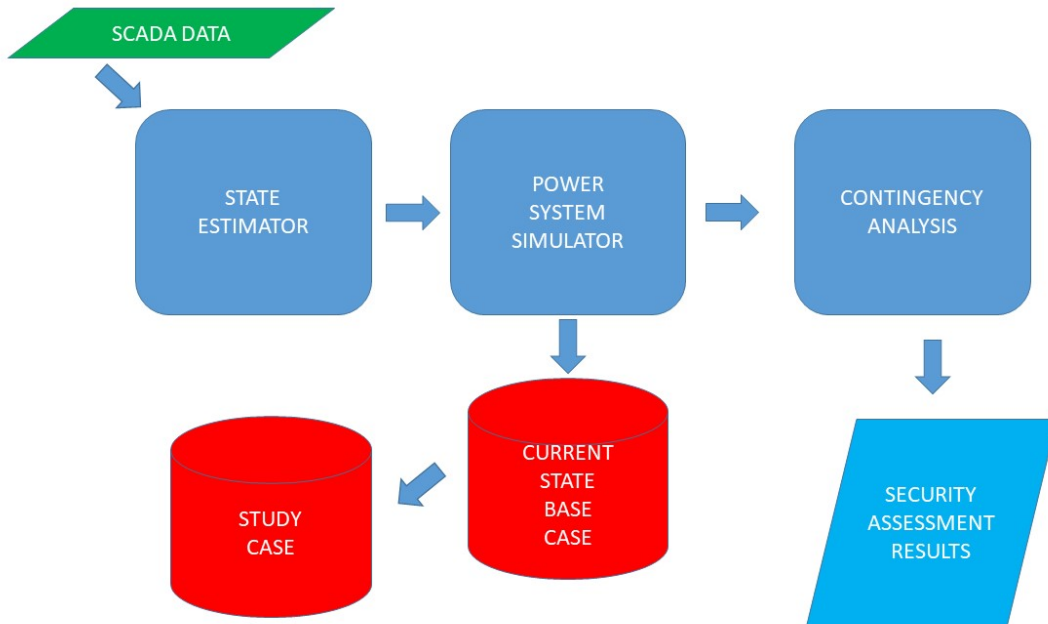 SCADA DATA
STATE
ESTIMATOR
POWER
SYSTEM
SIMULATOR
CONTINGENCY
ANALYSIS
STUDY
CASE
CURRENT
STATE
BASE
CASE
SECURITY
ASSESSMENT
RESULTS